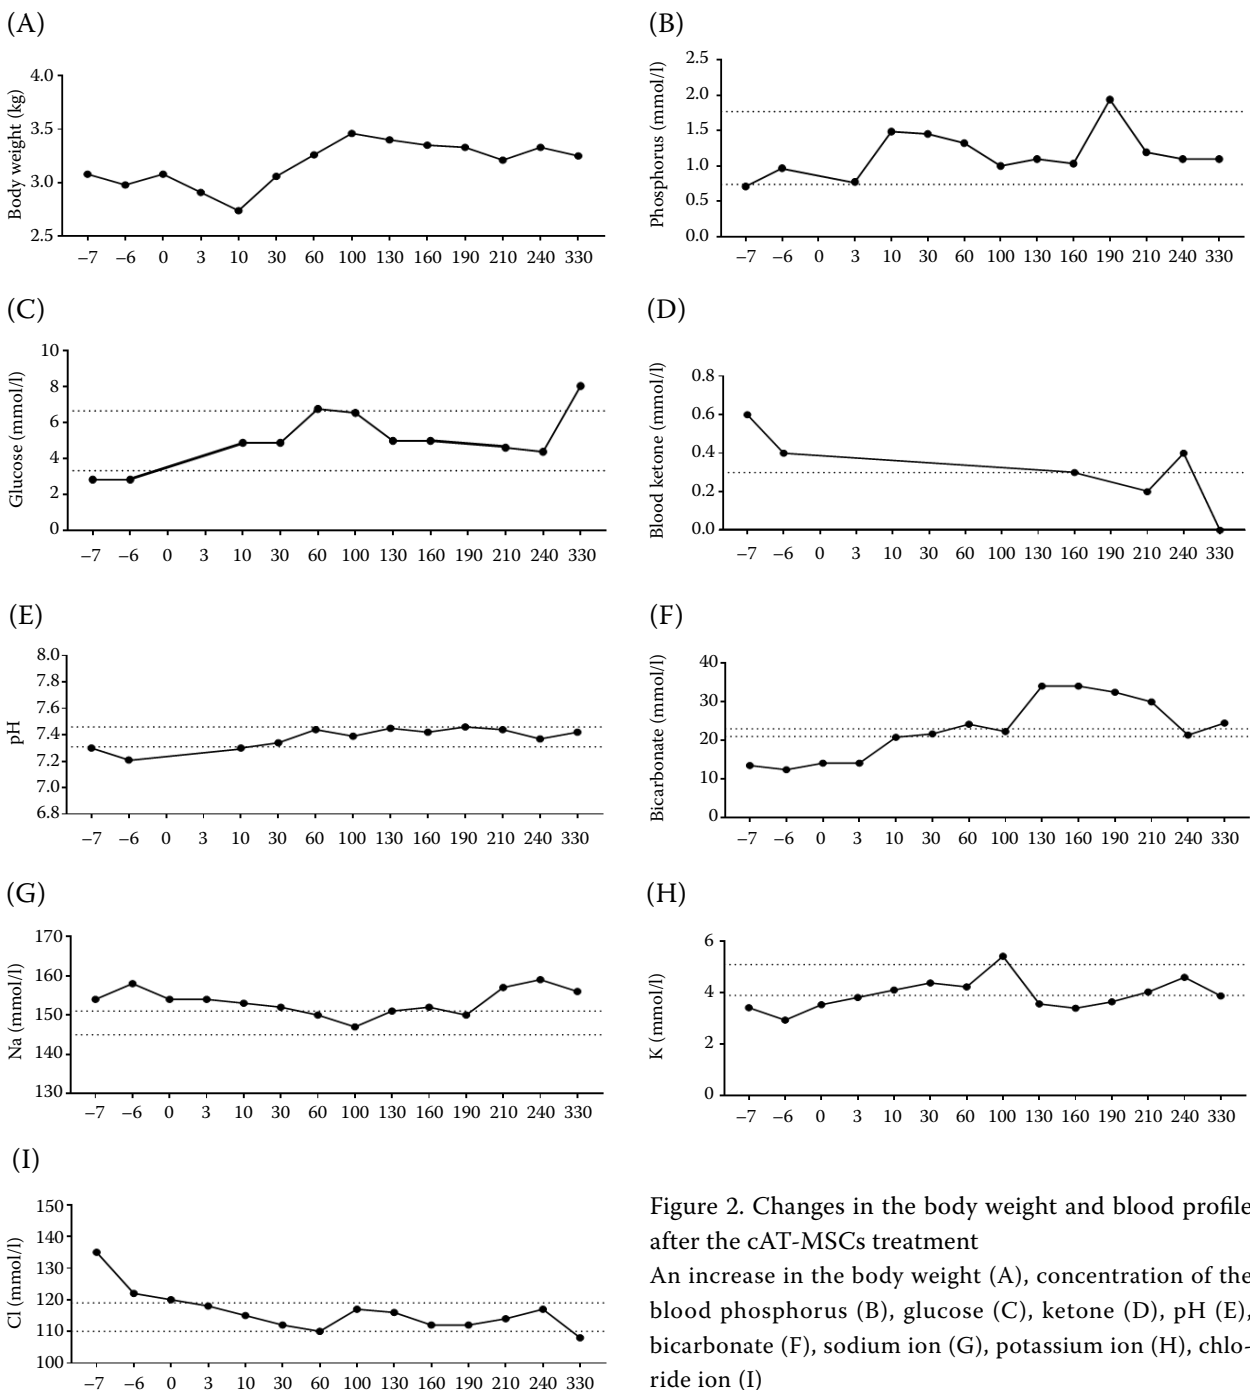 (A)
Body weight (kg)
4.0
3.5
3.0
2.5
−7 −6 0 3 10 30 60 100 130 160 190 210 240 330
(B)
Phosphorus (mmol/l)
2.5
2.0
1.5
1.0
0.5
0.0
−7 −6 0 3 10 30 60 100 130 160 190 210 240 330
(C)
Glucose (mmol/l)
10
8
6
4
2
0
−7 −6 0 3 10 30 60 100 130 160 190 210 240 330
(D)
Blood ketone (mmol/l)
0.8
0.6
0.4
0.2
0.0
−7 −6 0 3 10 30 60 100 130 160 190 210 240 330
(E)
pH
8.0
7.8
7.6
7.4
7.2
7.0
6.8
−7 −6 0 3 10 30 60 100 130 160 190 210 240 330
(F)
Bicarbonate (mmol/l)
40
30
20
10
0
−7 −6 0 3 10 30 60 100 130 160 190 210 240 330
(G)
Na (mmol/l)
170
160
150
140
130
−7 −6 0 3 10 30 60 100 130 160 190 210 240 330
(H)
K (mmol/l)
6
4
2
0
−7 −6 0 3 10 30 60 100 130 160 190 210 240 330
(I)
Cl (mmol/l)
150
140
130
120
110
100
−7 −6 0 3 10 30 60 100 130 160 190 210 240 330
Figure 2. Changes in the body weight and blood profile
after the cAT-MSCs treatment
An increase in the body weight (A), concentration of the
blood phosphorus (B), glucose (C), ketone (D), pH (E),
bicarbonate (F), sodium ion (G), potassium ion (H), chlo-
ride ion (I)